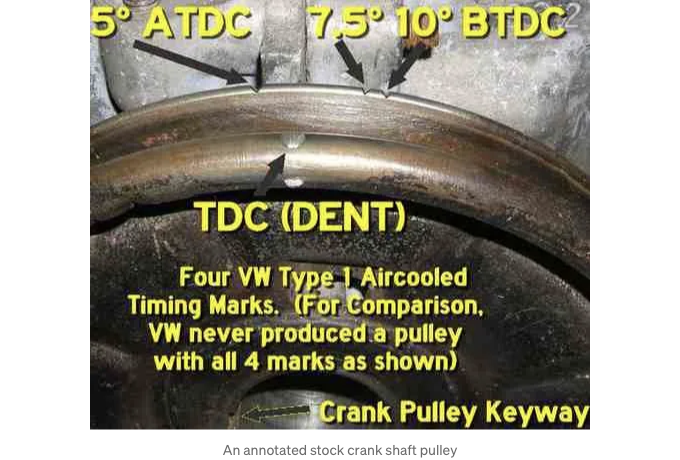 5° ATDC 7.5° 10° BTDC
TDC (DENT)
Four VW Type 1 Aircooled
Timing Marks. (For Comparison,
VW never produced a pulley
with all 4 marks as shown)
Crank Pulley Keyway
An annotated stock crank shaft pulley